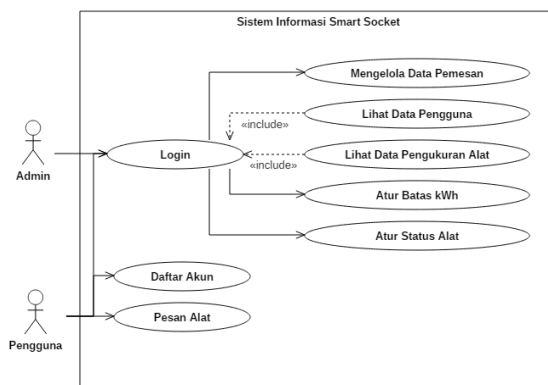 Sistem Informasi Smart Socket
Mengelola Data Pemesan
Lihat Data Pengguna
«include»
Login
Lihat Data Pengukuran Alat
«include»
Admin
Atur Batas kWh
Atur Status Alat
Daftar Akun
Pesan Alat
Pengguna